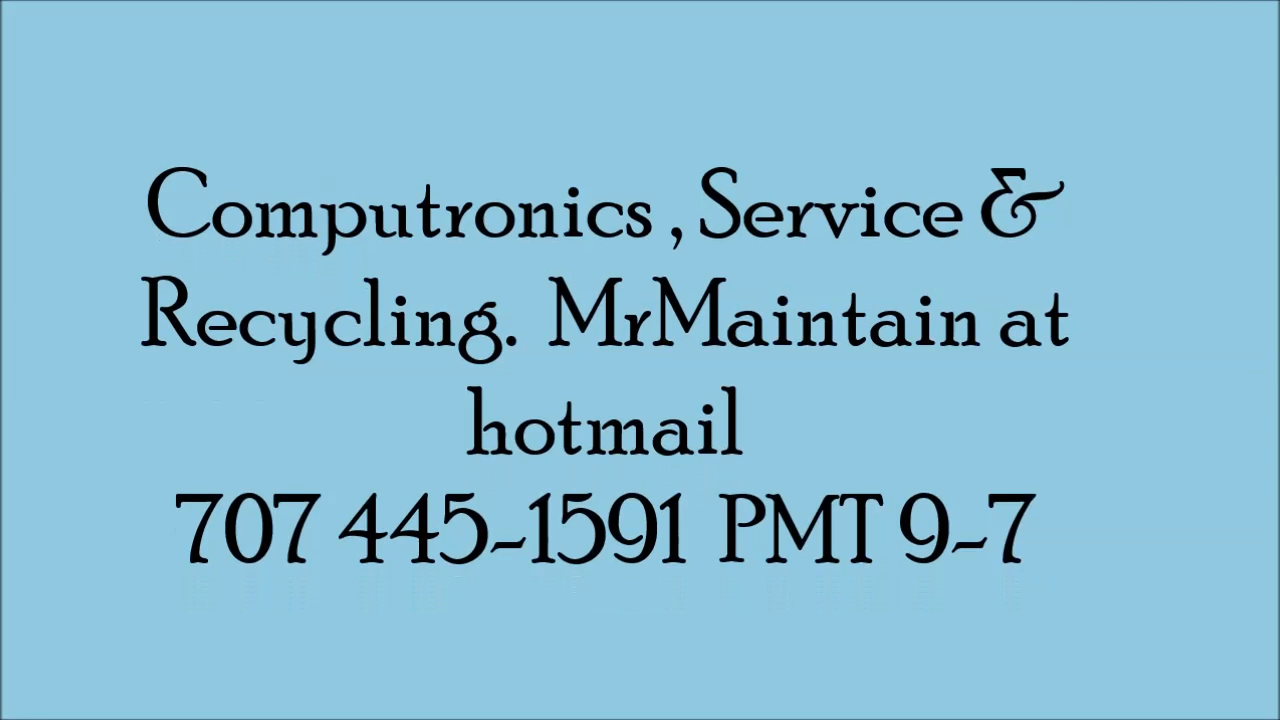 Computronics , Service &
Recycling. MrMaintain at
hotmail
707 445-1591 PMT 9-7